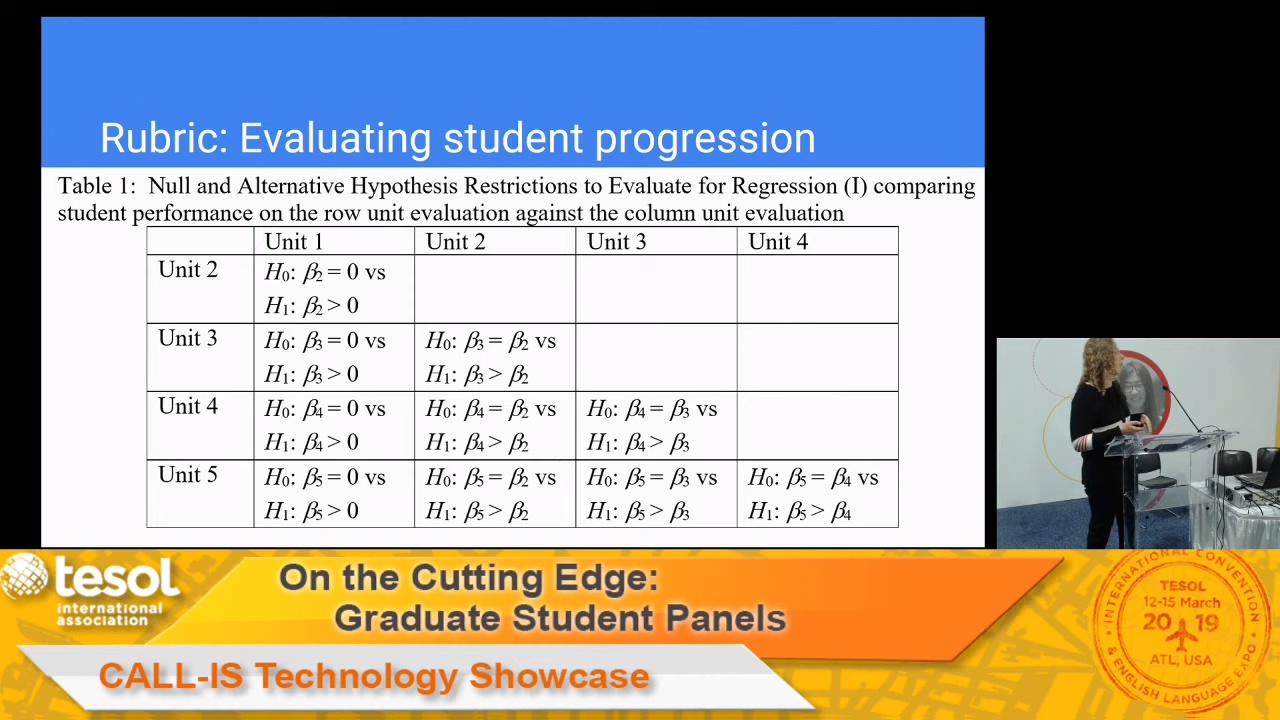 Rubric: Evaluating student progression
Table 1: Null and Alternative Hypothesis Restrictions to Evaluate for Regression (I) comparing
student performance on the row unit evaluation against the column unit evaluation
Unit 1 Unit 2 Unit 3 Unit 4
Unit 2 H₀: β₂ = 0 vs
H₁: β₂ > 0
Unit 3 H₀: β₃ = 0 vs H₀: β₃ = β₂ vs
H₁: β₃ > 0 H₁: β₃ > β₂
Unit 4 H₀: β₄ = 0 vs H₀: β₄ = β₂ vs H₀: β₄ = β₃ vs
H₁: β₄ > 0 H₁: β₄ > β₂ H₁: β₄ > β₃
Unit 5 H₀: β₅ = 0 vs H₀: β₅ = β₂ vs H₀: β₅ = β₃ vs H₀: β₅ = β₄ vs
H₁: β₅ > 0 H₁: β₅ > β₂ H₁: β₅ > β₃ H₁: β₅ > β₄
tesol
international
association
On the Cutting Edge:
Graduate Student Panels
CALL-IS Technology Showcase
INTERNATIONAL CONVENTION
TESOL
12-15 March
2019
ATL, USA
& ENGLISH LANGUAGE EXPO